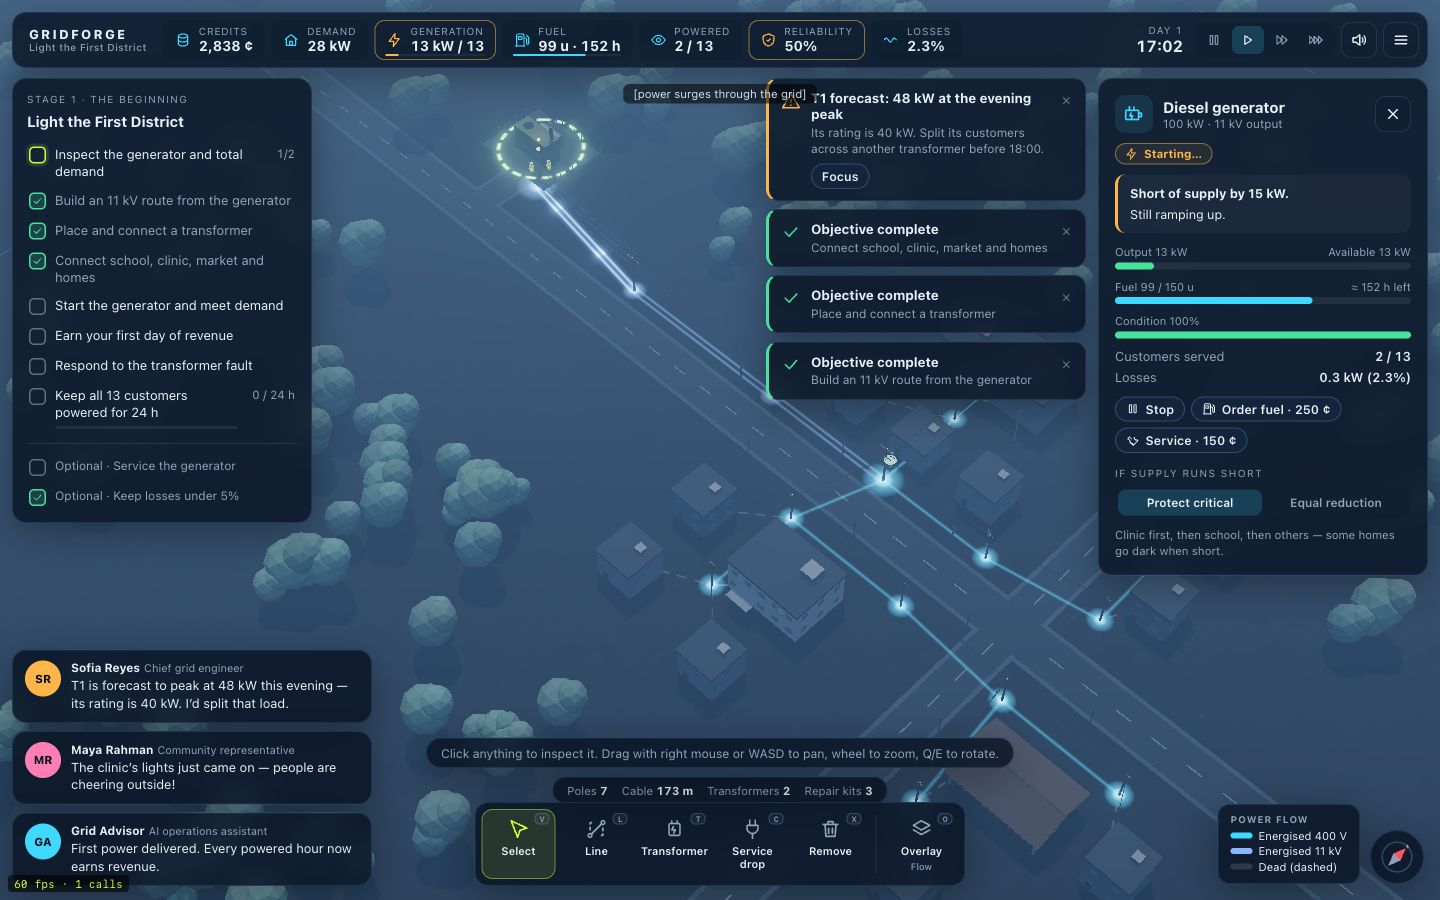 GRIDFORGE
Light the First District
CREDITS
2,838 ¢
DEMAND
28 kW
GENERATION
13 kW / 13
FUEL
99 u · 152 h
POWERED
2 / 13
RELIABILITY
50%
LOSSES
2.3%
DAY 1
17:02
STAGE 1 · THE BEGINNING
Light the First District
Inspect the generator and total
demand
1/2
Build an 11 kV route from the generator
Place and connect a transformer
Connect school, clinic, market and
homes
Start the generator and meet demand
Earn your first day of revenue
Respond to the transformer fault
Keep all 13 customers
powered for 24 h
0 / 24 h
Optional · Service the generator
Optional · Keep losses under 5%
[power surges through the grid]
T1 forecast: 48 kW at the evening
peak
Its rating is 40 kW. Split its customers
across another transformer before 18:00.
Focus
Objective complete
Connect school, clinic, market and homes
Objective complete
Place and connect a transformer
Objective complete
Build an 11 kV route from the generator
Diesel generator
100 kW · 11 kV output
Starting...
Short of supply by 15 kW.
Still ramping up.
Output 13 kW
Available 13 kW
Fuel 99 / 150 u
≈ 152 h left
Condition 100%
Customers served
2 / 13
Losses
0.3 kW (2.3%)
Stop
Order fuel · 250 ¢
Service · 150 ¢
IF SUPPLY RUNS SHORT
Protect critical
Equal reduction
Clinic first, then school, then others — some homes
go dark when short.
SR
Sofia Reyes Chief grid engineer
T1 is forecast to peak at 48 kW this evening —
its rating is 40 kW. I'd split that load.
MR
Maya Rahman Community representative
The clinic's lights just came on — people are
cheering outside!
GA
Grid Advisor AI operations assistant
First power delivered. Every powered hour now
earns revenue.
60 fps · 1 calls
Click anything to inspect it. Drag with right mouse or WASD to pan, wheel to zoom, Q/E to rotate.
Poles 7 Cable 173 m Transformers 2 Repair kits 3
V
Select
L
Line
T
Transformer
C
Service
drop
X
Remove
O
Overlay
Flow
POWER FLOW
Energised 400 V
Energised 11 kV
Dead (dashed)